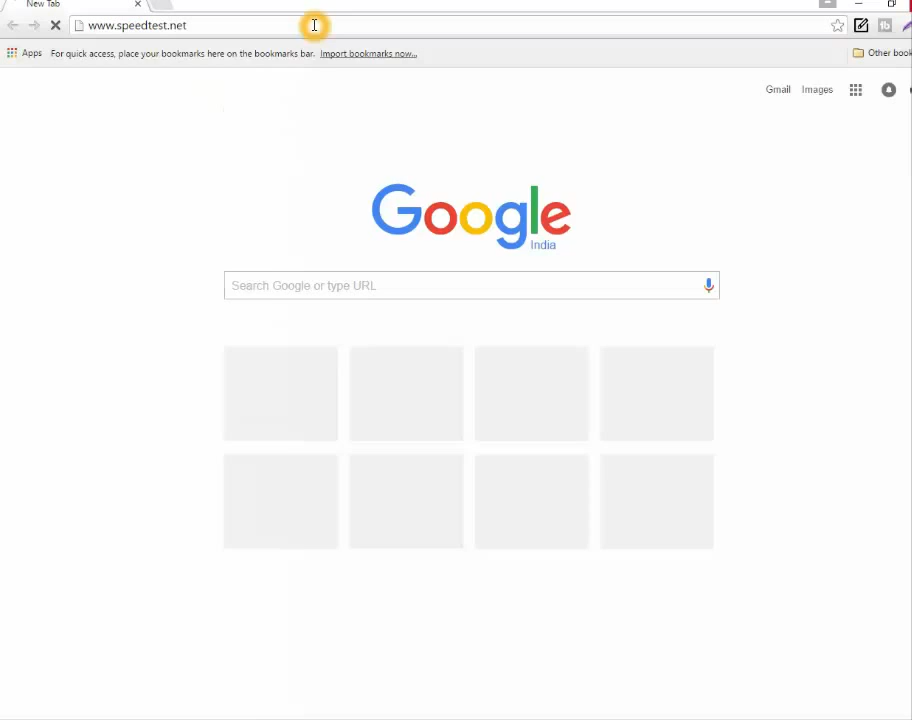 New Tab
www.speedtest.net
Apps For quick access, place your bookmarks here on the bookmarks bar. Import bookmarks now... Other book
Gmail Images
Google
India
Search Google or type URL